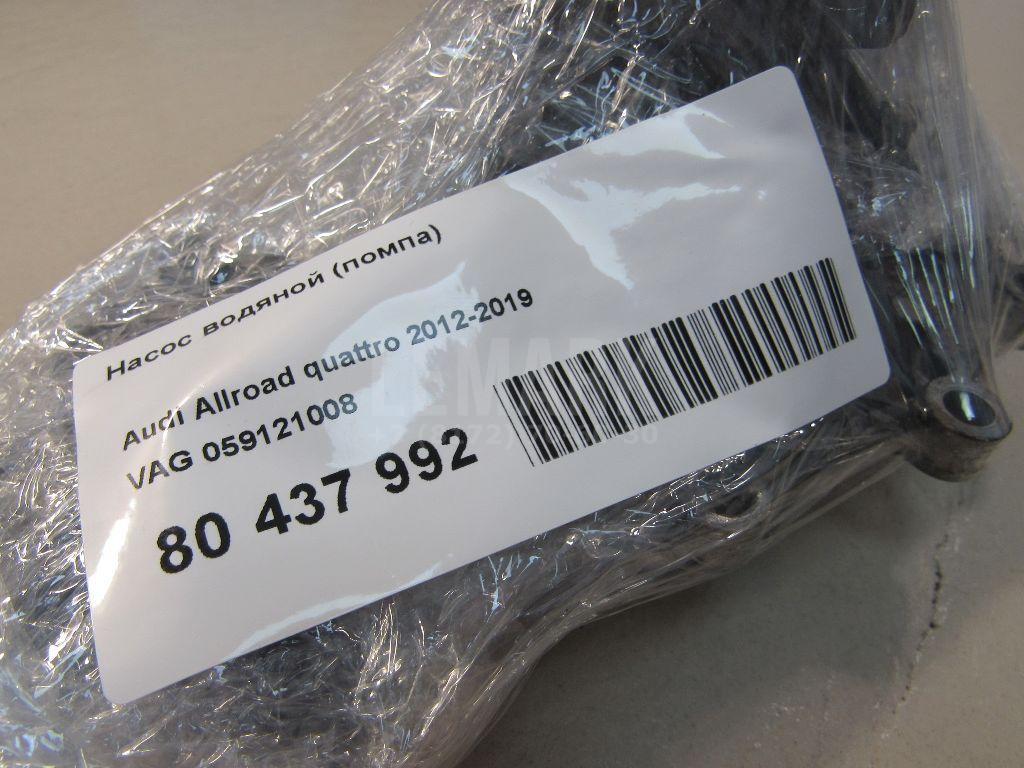 Насос водяной (помпа)
Audi Allroad quattro 2012-2019
VAG 059121008
80 437 992